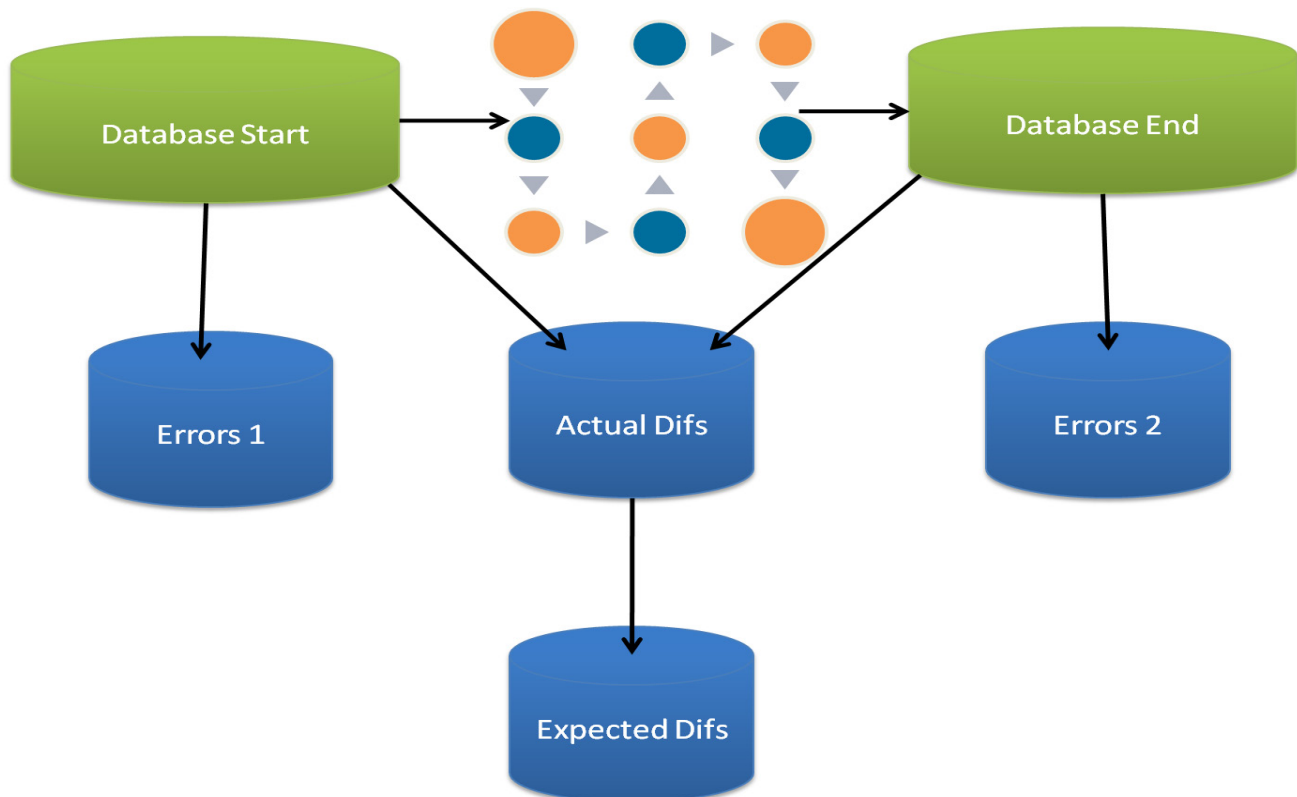 Database Start
Database End
Errors 1
Actual Difs
Errors 2
Expected Difs